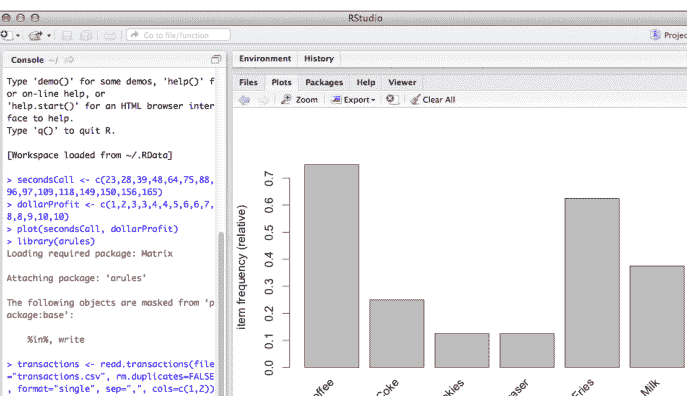 RStudio
Go to file/function
Console ~/
Type 'demo()' for some demos, 'help()' f
or on-line help, or
'help.start()' for an HTML browser inter
face to help.
Type 'q()' to quit R.
[Workspace loaded from ~/.RData]
> secondsCall <- c(23,28,39,48,64,75,88,
96,97,109,118,149,150,156,165)
> dollarProfit <- c(1,2,3,3,4,4,5,6,6,7,
8,8,9,10,10)
> plot(secondsCall, dollarProfit)
> library(arules)
Loading required package: Matrix
Attaching package: 'arules'
The following objects are masked from 'p
ackage:base':
%in%, write
> transactions <- read.transactions(file
="transactions.csv", rm.duplicates=FALSE
, format="single", sep=",", cols=c(1,2))
Projec
Environment History
Files Plots Packages Help Viewer
Zoom Export Clear All
item frequency (relative)
0.7
0.6
0.5
0.4
0.3
0.2
0.1
0.0
offee
Coke
kies
aser
Fries
Milk